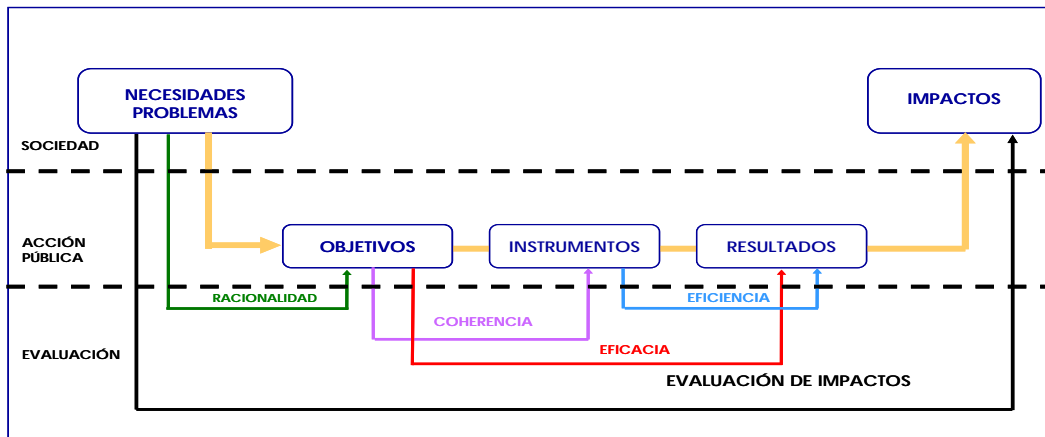 NECESIDADES
PROBLEMAS
IMPACTOS
SOCIEDAD
ACCIÓN
PÚBLICA
OBJETIVOS
INSTRUMENTOS
RESULTADOS
RACIONALIDAD
EFICIENCIA
COHERENCIA
EVALUACIÓN
EFICACIA
EVALUACIÓN DE IMPACTOS